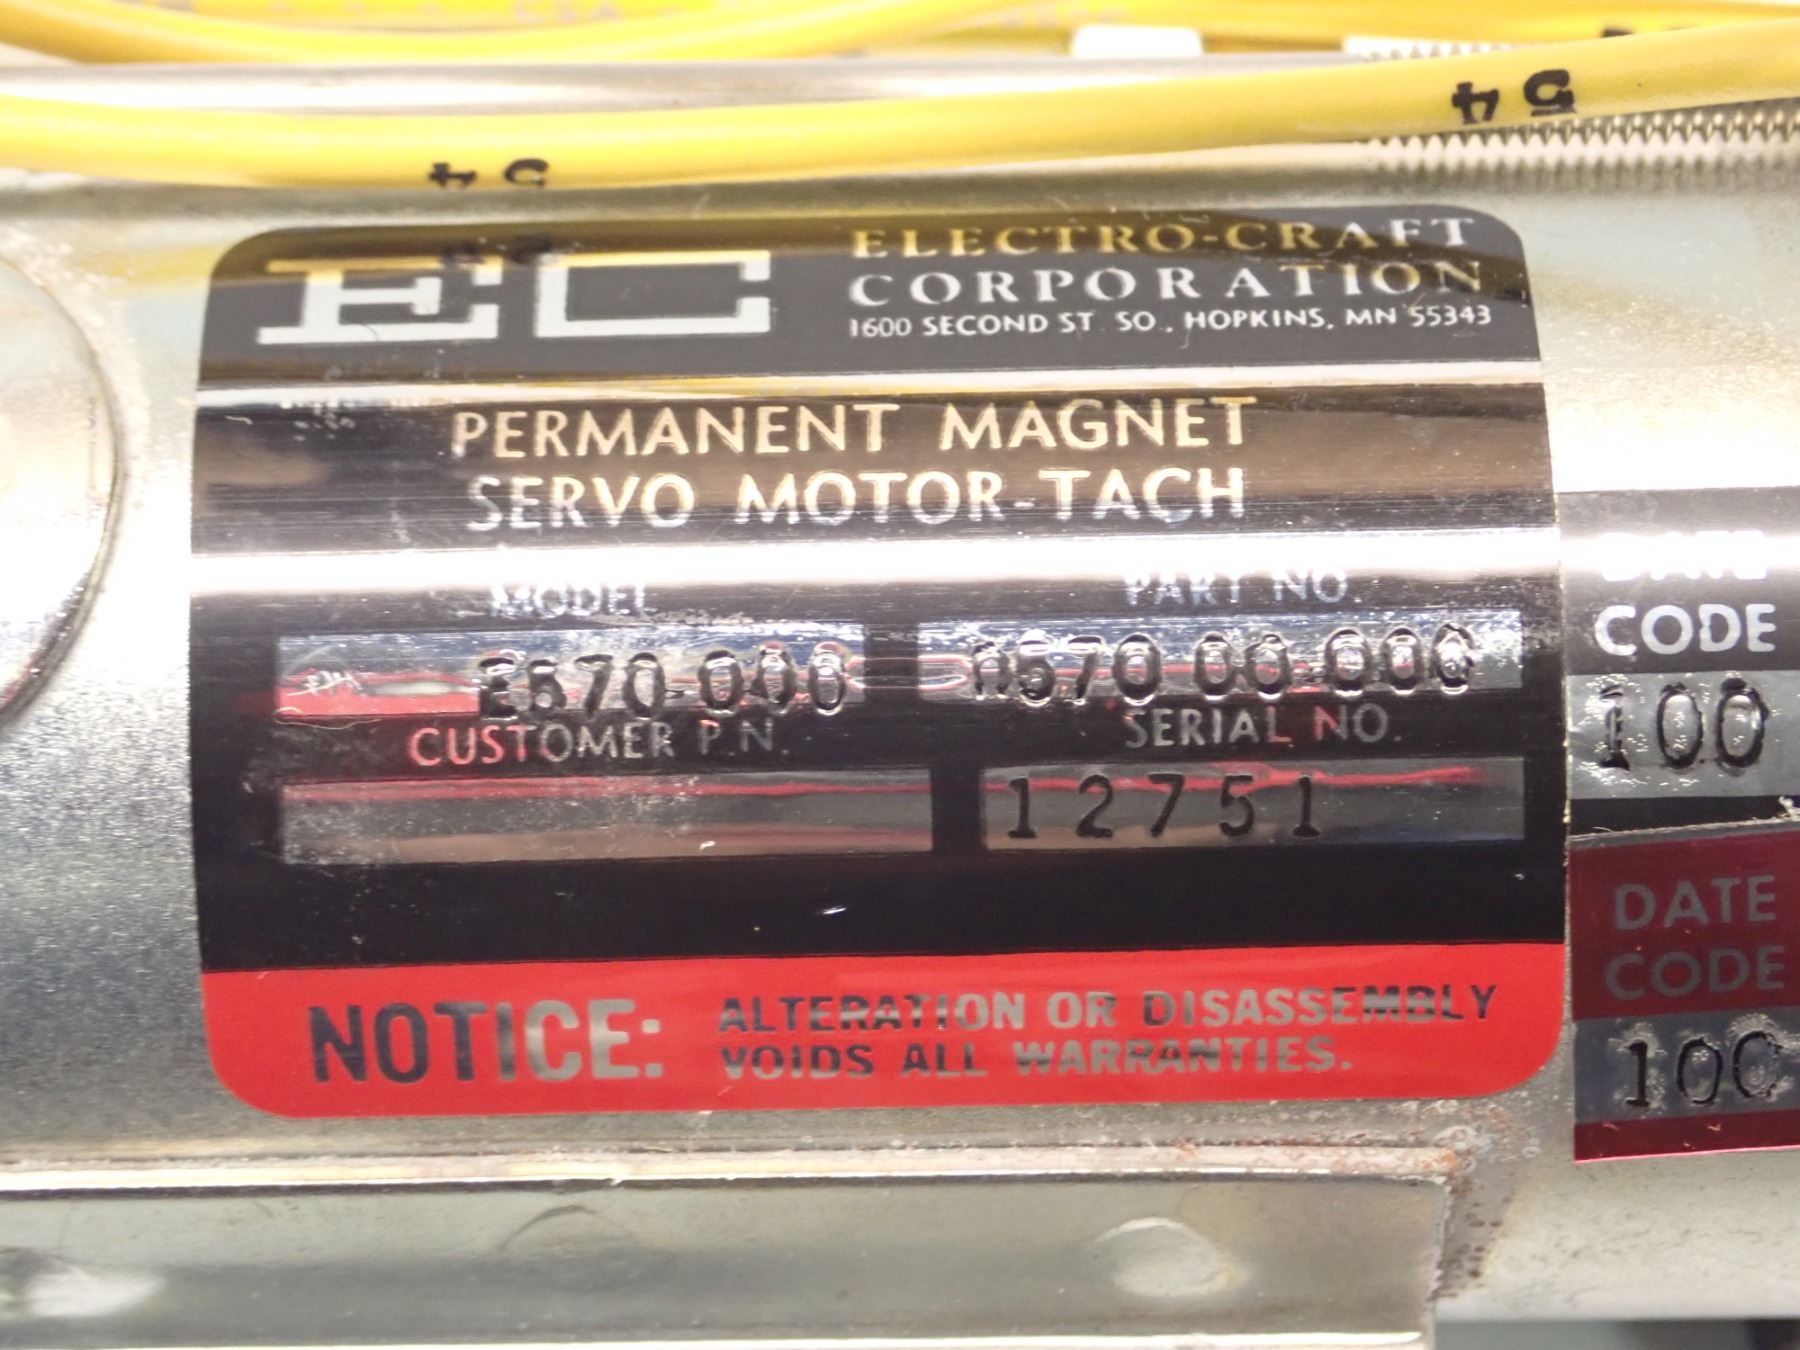 54
54
EC
ELECTRO-CRAFT
CORPORATION
1600 SECOND ST. SO., HOPKINS, MN 55343
PERMANENT MAGNET
SERVO MOTOR-TACH
MODEL PART NO.
E570-000 0570-00-000
CUSTOMER P.N. SERIAL NO.
12751
NOTICE: ALTERATION OR DISASSEMBLY
VOIDS ALL WARRANTIES.
DATE
CODE
100
DATE
CODE
100